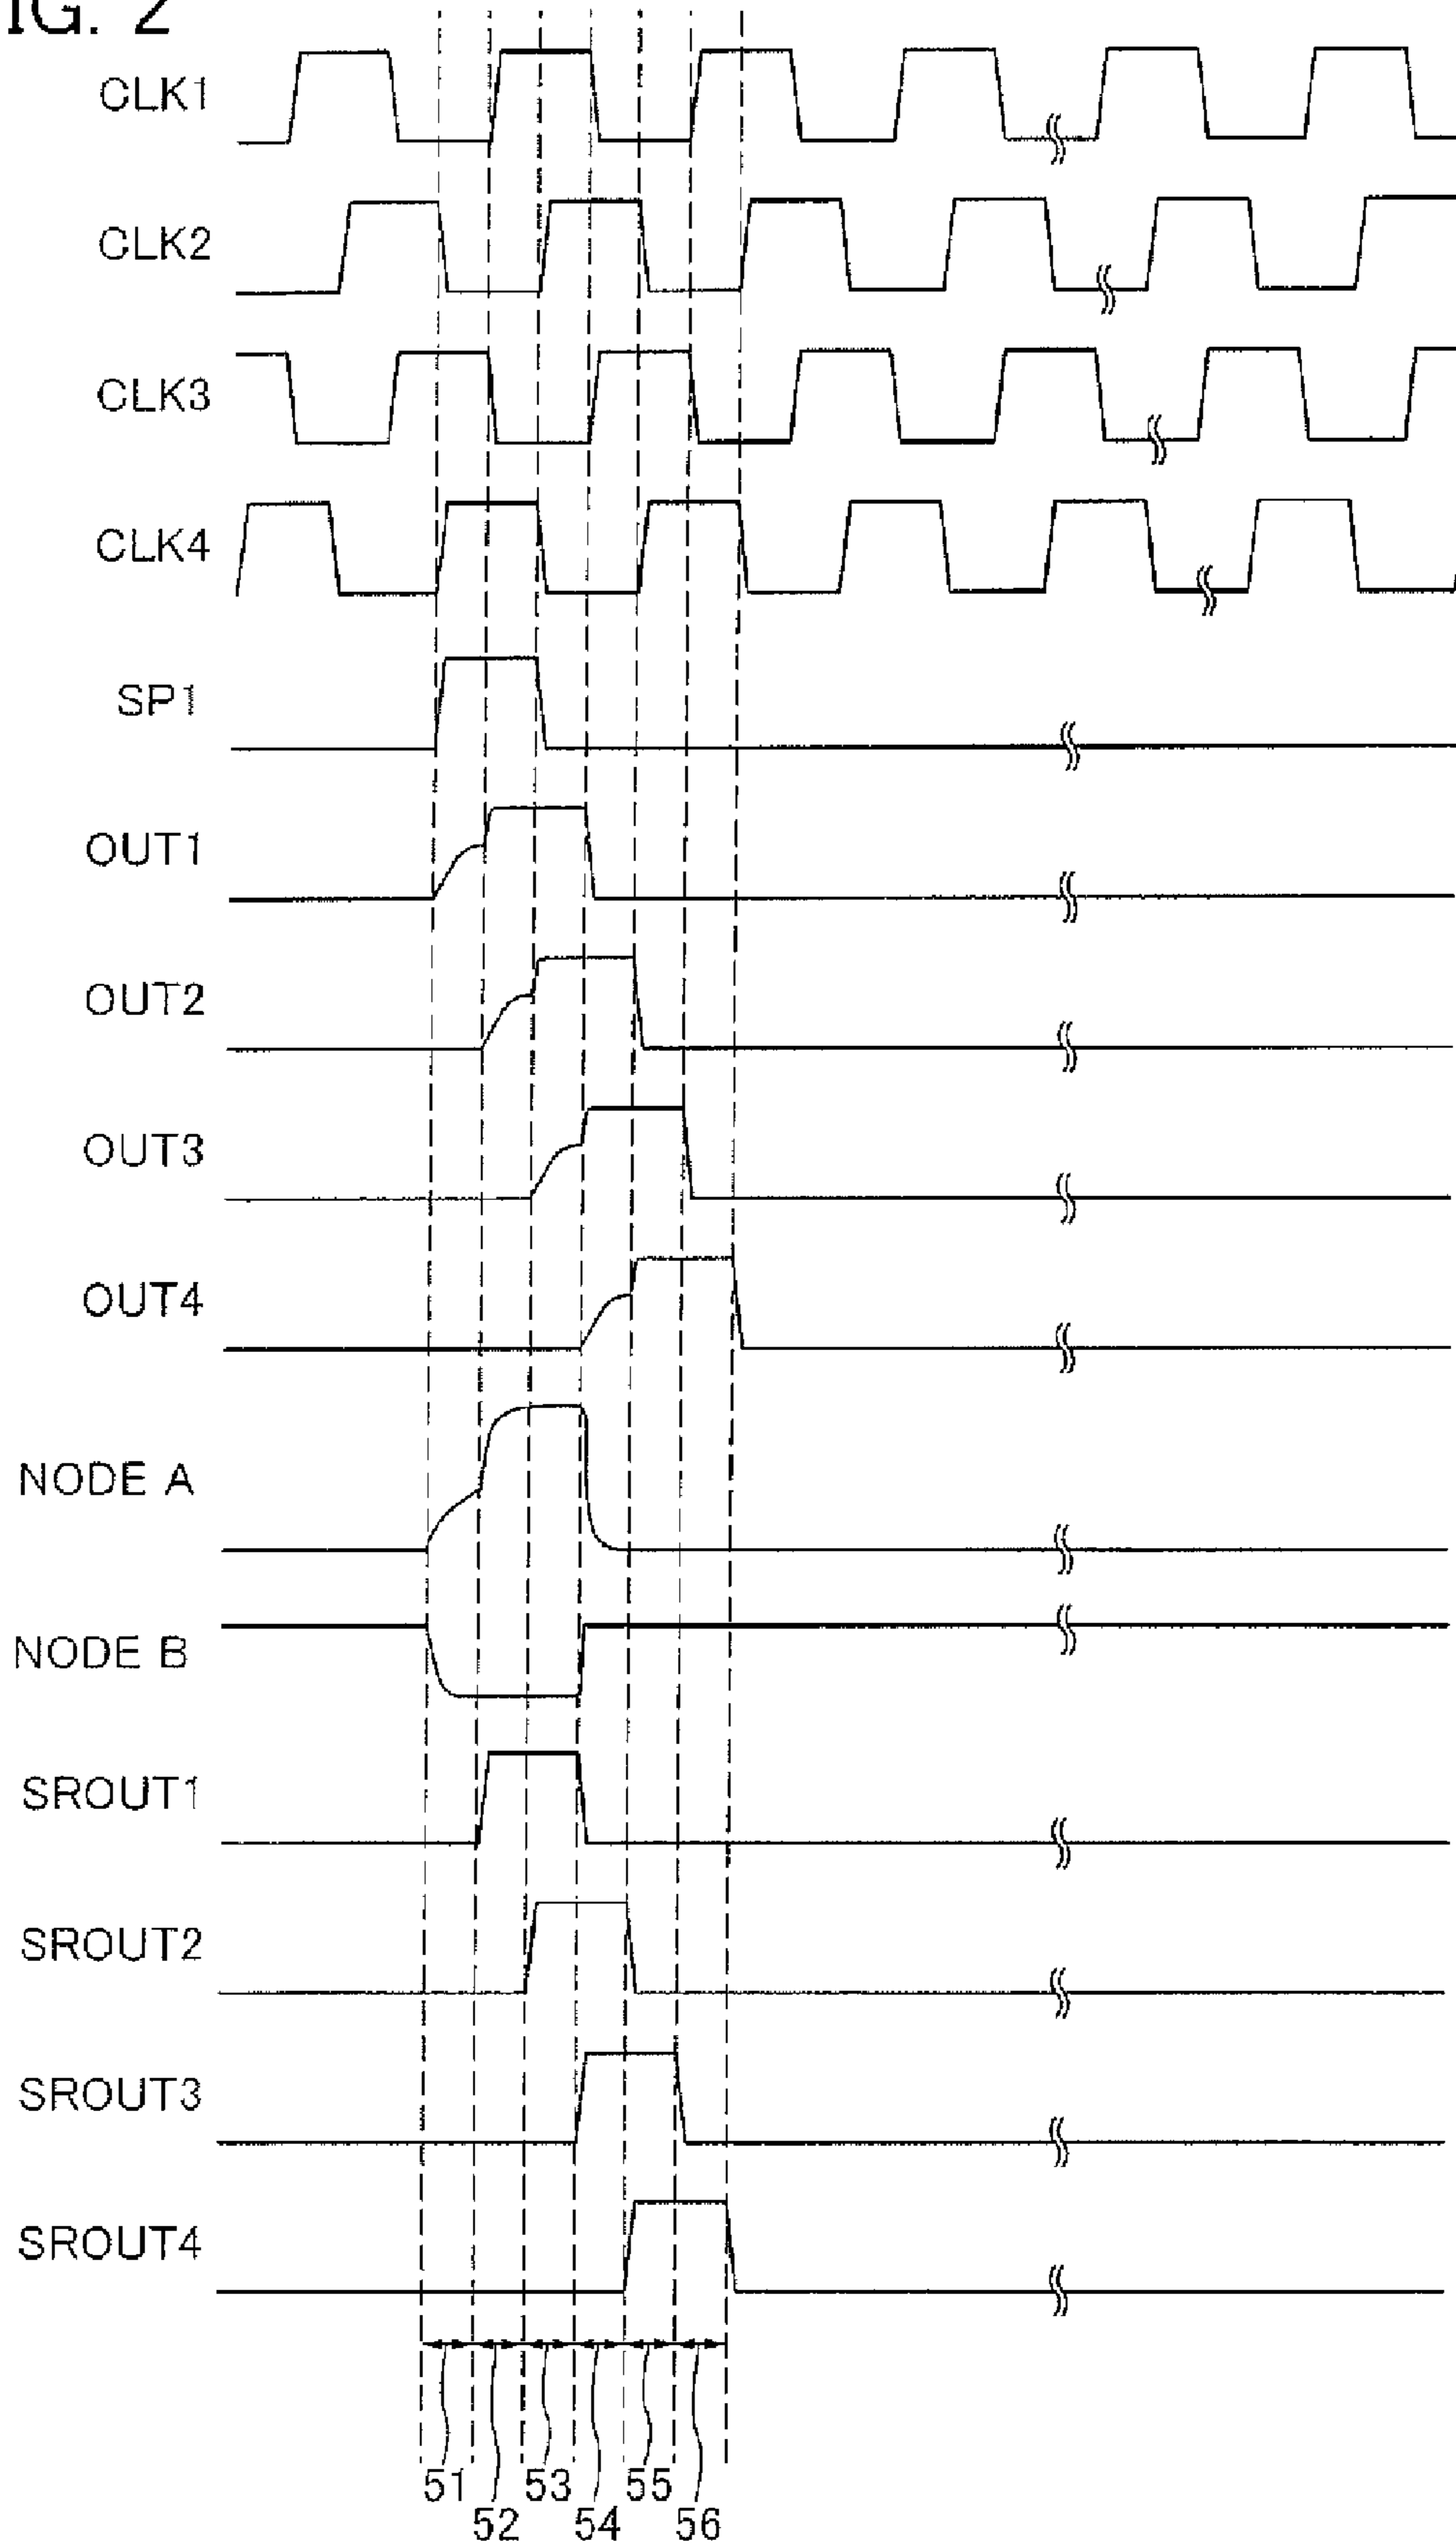 IG. 2
CLK1
CLK2
CLK3
CLK4
SP1
OUT1
OUT2
OUT3
OUT4
NODE A
NODE B
SROUT1
SROUT2
SROUT3
SROUT4
51 53 55
52 54 56